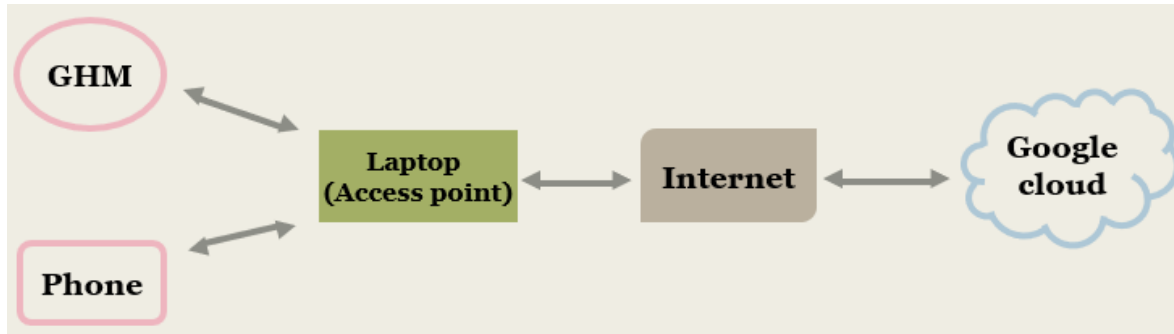 GHM
Phone
Laptop
(Access point)
Internet
Google
cloud